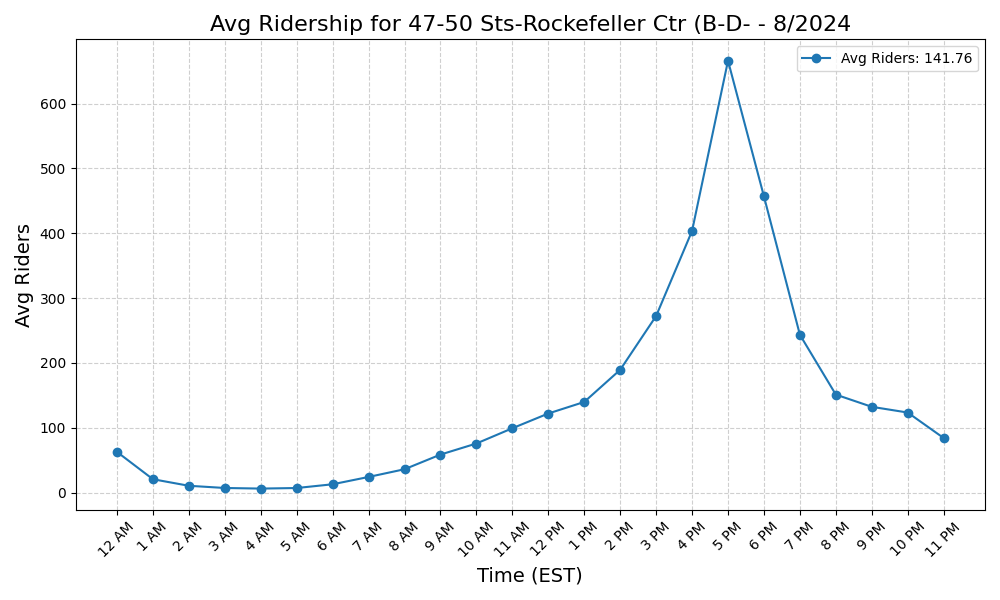 Avg Ridership for 47-50 Sts-Rockefeller Ctr (B-D- - 8/2024
Avg Riders: 141.76
Avg Riders
600
500
400
300
200
100
0
12 AM
1 AM
2 AM
3 AM
4 AM
5 AM
6 AM
7 AM
8 AM
9 AM
10 AM
11 AM
12 PM
1 PM
2 PM
3 PM
4 PM
5 PM
6 PM
7 PM
8 PM
9 PM
10 PM
11 PM
Time (EST)